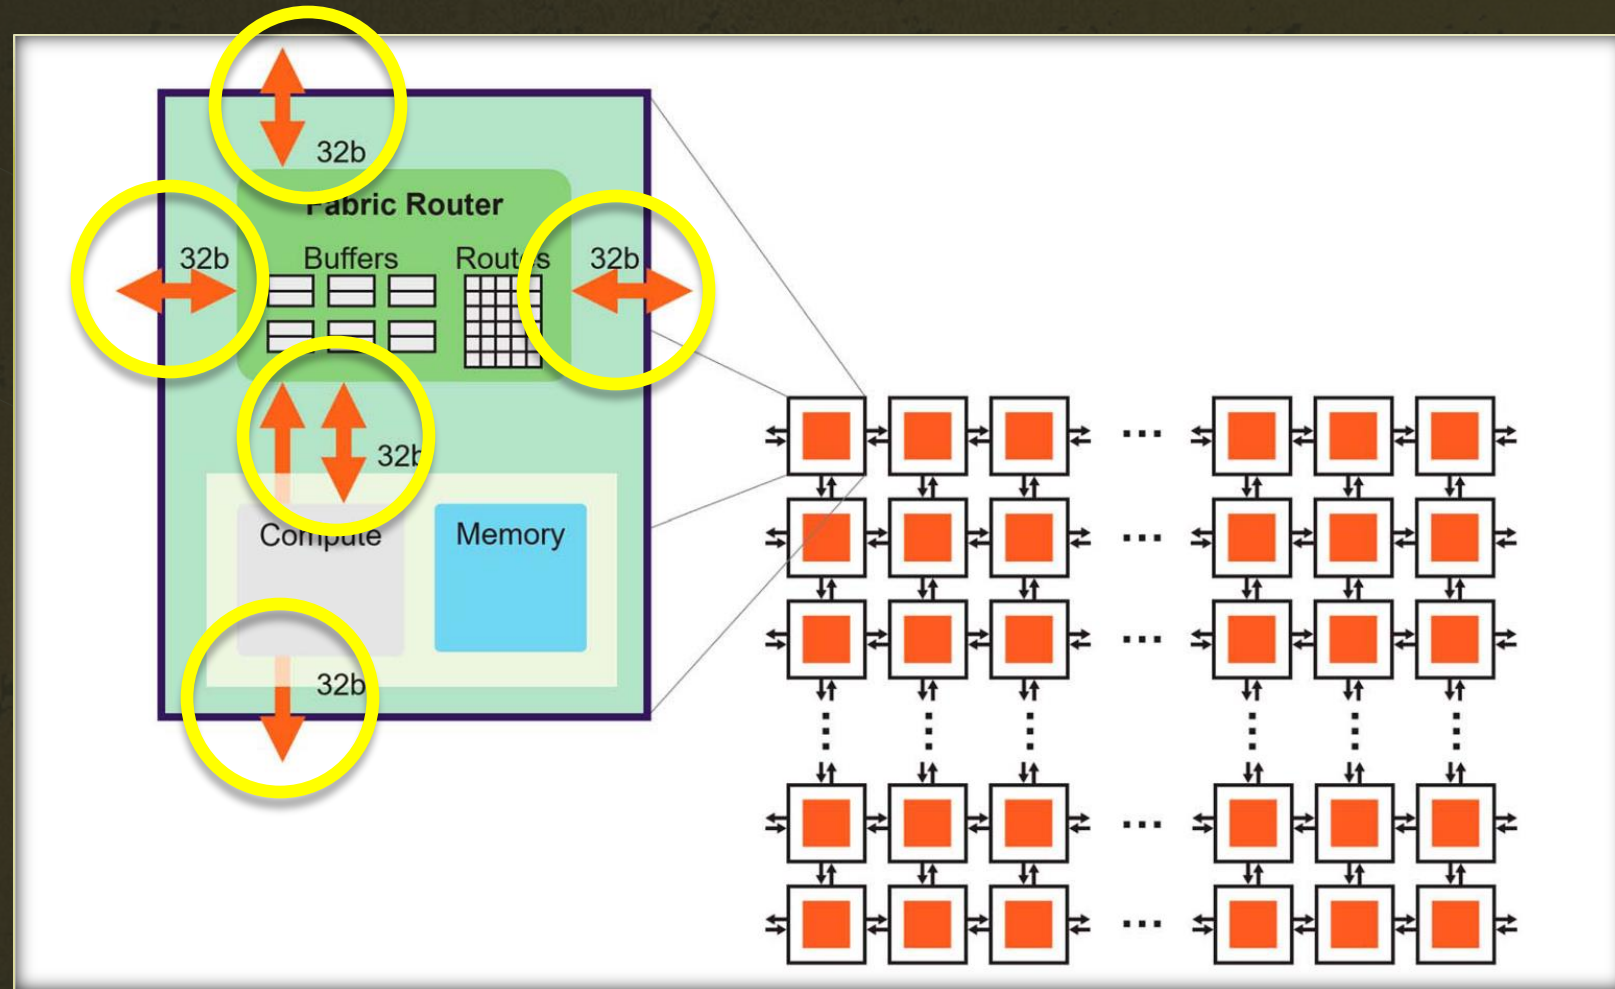 32b
Fabric Router
32b
Buffers
Routes
32b
32b
Compute
Memory
32b
...
...
...
...
...